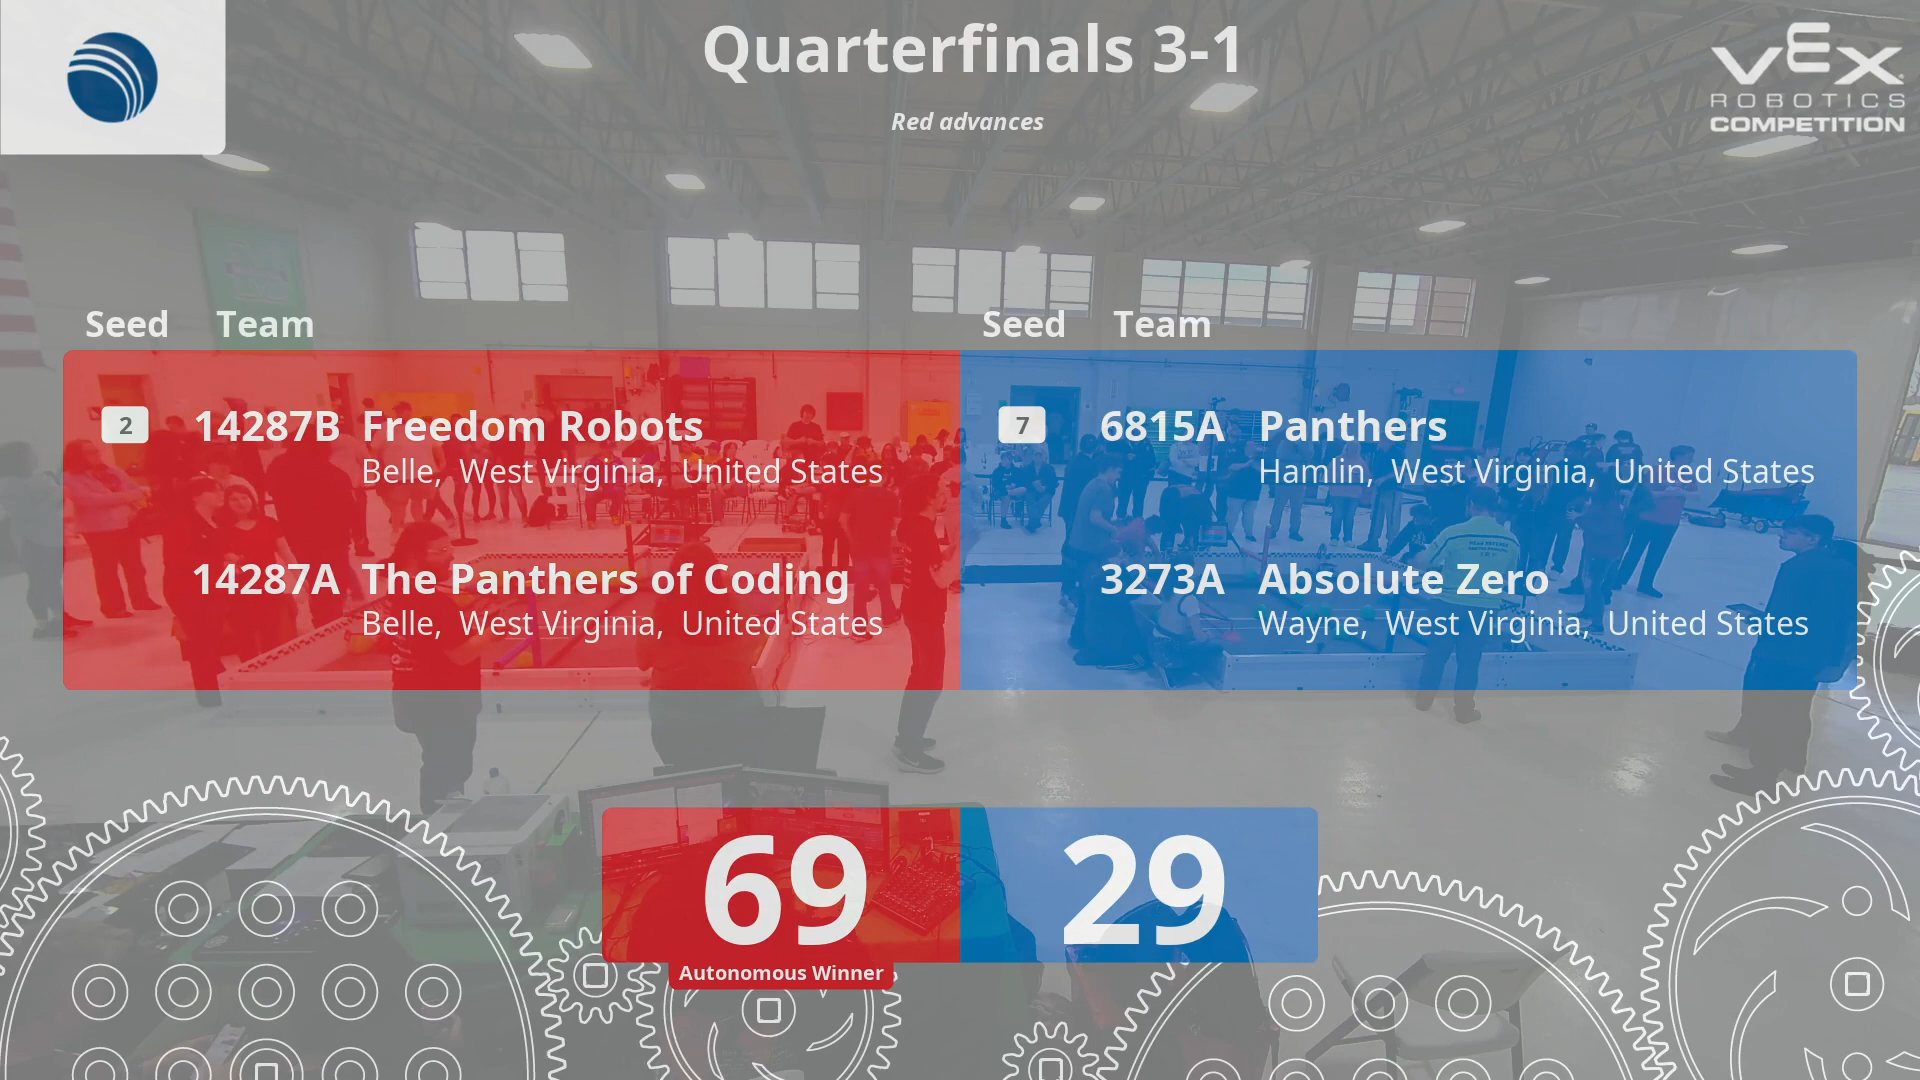 Quarterfinals 3-1
Red advances
VEX
ROBOTICS
COMPETITION
Seed Team
Seed Team
2 14287B Freedom Robots
Belle, West Virginia, United States
14287A The Panthers of Coding
Belle, West Virginia, United States
7 6815A Panthers
Hamlin, West Virginia, United States
3273A Absolute Zero
Wayne, West Virginia, United States
69
Autonomous Winner
29